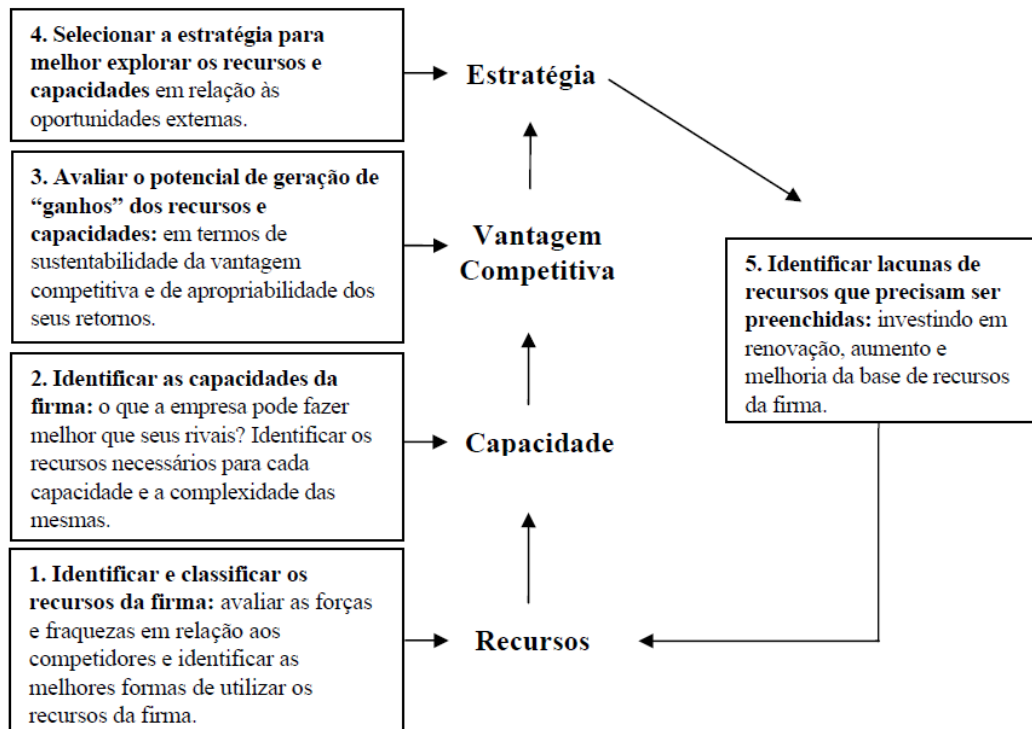 4. Selecionar a estratégia para
melhor explorar os recursos e
capacidades em relação às
oportunidades externas.
Estratégia
3. Avaliar o potencial de geração de
“ganhos” dos recursos e
capacidades: em termos de
sustentabilidade da vantagem
competitiva e de apropriabilidade dos
seus retornos.
Vantagem
Competitiva
5. Identificar lacunas de
recursos que precisam ser
preenchidas: investindo em
renovação, aumento e
melhoria da base de recursos
da firma.
2. Identificar as capacidades da
firma: o que a empresa pode fazer
melhor que seus rivais? Identificar os
recursos necessários para cada
capacidade e a complexidade das
mesmas.
Capacidade
1. Identificar e classificar os
recursos da firma: avaliar as forças
e fraquezas em relação aos
competidores e identificar as
melhores formas de utilizar os
recursos da firma.
Recursos